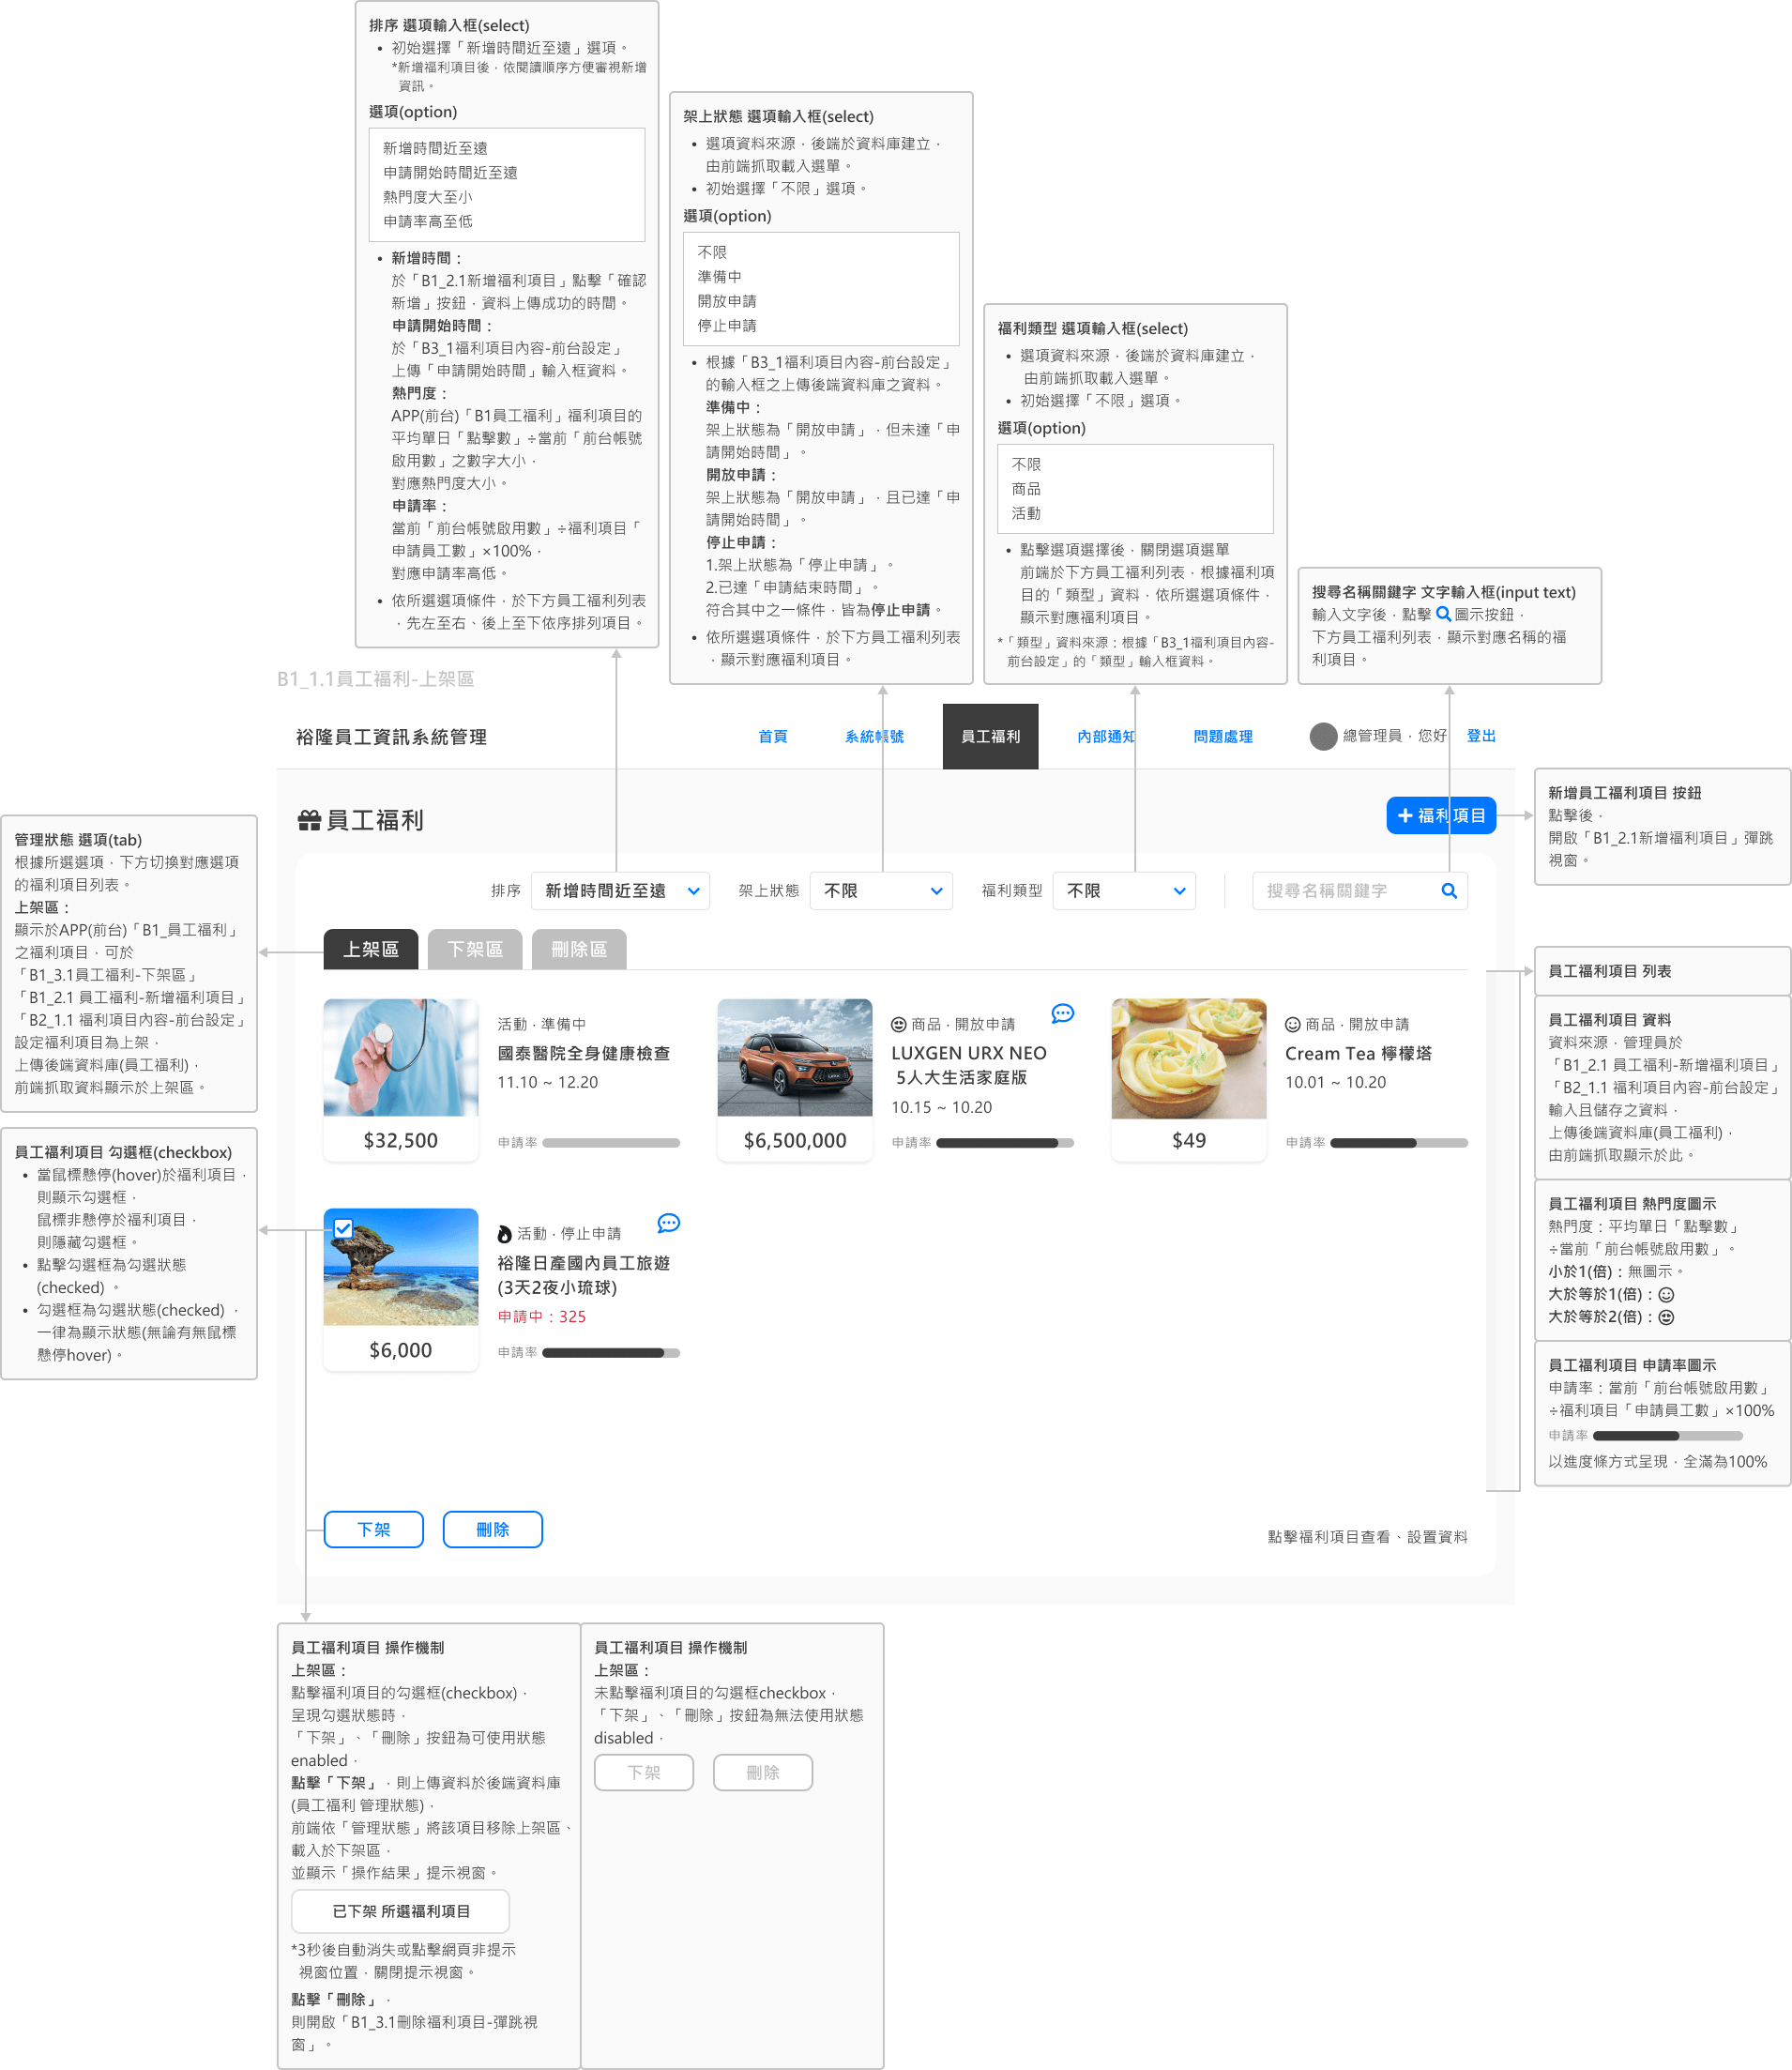 排序 選項輸入框(select)
• 初始選擇「新增時間近至遠」選項。
*新增福利項目後，依閱讀順序方便審視新增
資訊。
選項(option)
新增時間近至遠
申請開始時間近至遠
熱門度大至小
申請率高至低
• 新增時間：
於「B1_2.1新增福利項目」點擊「確認
新增」按鈕，資料上傳成功的時間。
申請開始時間：
於「B3_1福利項目內容-前台設定」
上傳「申請開始時間」輸入框資料。
熱門度：
APP(前台)「B1員工福利」福利項目的
平均單日「點擊數」÷當前「前台帳號
啟用數」之數字大小，
對應熱門度大小。
申請率：
當前「前台帳號啟用數」÷福利項目「
申請員工數」×100%，
對應申請率高低。
• 依所選選項條件，於下方員工福利列表
，先左至右、後上至下依序排列項目。
架上狀態 選項輸入框(select)
• 選項資料來源，後端於資料庫建立，
由前端抓取載入選單。
• 初始選擇「不限」選項。
選項(option)
不限
準備中
開放申請
停止申請
• 根據「B3_1福利項目內容-前台設定」
的輸入框之上傳後端資料庫之資料。
準備中：
架上狀態為「開放申請」，但未達「申
請開始時間」。
開放申請：
架上狀態為「開放申請」，且已達「申
請開始時間」。
停止申請：
1.架上狀態為「停止申請」。
2.已達「申請結束時間」。
符合其中之一條件，皆為停止申請。
• 依所選選項條件，於下方員工福利列表
，顯示對應福利項目。
福利類型 選項輸入框(select)
• 選項資料來源，後端於資料庫建立，
由前端抓取載入選單。
• 初始選擇「不限」選項。
選項(option)
不限
商品
活動
• 點擊選項選擇後，關閉選項選單
前端於下方員工福利列表，根據福利項
目的「類型」資料，依所選選項條件，
顯示對應福利項目。
*「類型」資料來源：根據「B3_1福利項目內容-
前台設定」的「類型」輸入框資料。
搜尋名稱關鍵字 文字輸入框(input text)
輸入文字後，點擊 圖示按鈕，
下方員工福利列表，顯示對應名稱的福
利項目。
B1_1.1員工福利-上架區
裕隆員工資訊系統管理
首頁
系統帳號
員工福利
內部通知
問題處理
總管理員，您好
登出
員工福利
福利項目
排序
新增時間近至遠
架上狀態
不限
福利類型
不限
搜尋名稱關鍵字
上架區
下架區
刪除區
$32,500
活動．準備中
國泰醫院全身健康檢查
11.10 ~ 12.20
申請率
$6,500,000
商品．開放申請
LUXGEN URX NEO
5人大生活家庭版
10.15 ~ 10.20
申請率
$49
商品．開放申請
Cream Tea 檸檬塔
10.01 ~ 10.20
申請率
$6,000
活動．停止申請
裕隆日產國內員工旅遊
(3天2夜小琉球)
申請中：325
申請率
下架
刪除
點擊福利項目查看、設置資料
管理狀態 選項(tab)
根據所選選項，下方切換對應選項
的福利項目列表。
上架區：
顯示於APP(前台)「B1_員工福利」
之福利項目，可於
「B1_3.1員工福利-下架區」
「B1_2.1 員工福利-新增福利項目」
「B2_1.1 福利項目內容-前台設定」
設定福利項目為上架，
上傳後端資料庫(員工福利)，
前端抓取資料顯示於上架區。
員工福利項目 勾選框(checkbox)
• 當鼠標懸停(hover)於福利項目，
則顯示勾選框，
鼠標非懸停於福利項目，
則隱藏勾選框。
• 點擊勾選框為勾選狀態
(checked) 。
• 勾選框為勾選狀態(checked) ，
一律為顯示狀態(無論有無鼠標
懸停hover)。
新增員工福利項目 按鈕
點擊後，
開啟「B1_2.1新增福利項目」彈跳
視窗。
員工福利項目 列表
員工福利項目 資料
資料來源，管理員於
「B1_2.1 員工福利-新增福利項目」
「B2_1.1 福利項目內容-前台設定」
輸入且儲存之資料，
上傳後端資料庫(員工福利)，
由前端抓取顯示於此。
員工福利項目 熱門度圖示
熱門度：平均單日「點擊數」
÷當前「前台帳號啟用數」。
小於1(倍)：無圖示。
大於等於1(倍)：
大於等於2(倍)：
員工福利項目 申請率圖示
申請率：當前「前台帳號啟用數」
÷福利項目「申請員工數」×100%
申請率
以進度條方式呈現，全滿為100%
員工福利項目 操作機制
上架區：
點擊福利項目的勾選框(checkbox)，
呈現勾選狀態時，
「下架」、「刪除」按鈕為可使用狀態
enabled，
點擊「下架」，則上傳資料於後端資料庫
(員工福利 管理狀態)，
前端依「管理狀態」將該項目移除上架區、
載入於下架區，
並顯示「操作結果」提示視窗。
已下架 所選福利項目
*3秒後自動消失或點擊網頁非提示
視窗位置，關閉提示視窗。
點擊「刪除」，
則開啟「B1_3.1刪除福利項目-彈跳視
窗」。
員工福利項目 操作機制
上架區：
未點擊福利項目的勾選框checkbox，
「下架」、「刪除」按鈕為無法使用狀態
disabled，
下架
刪除